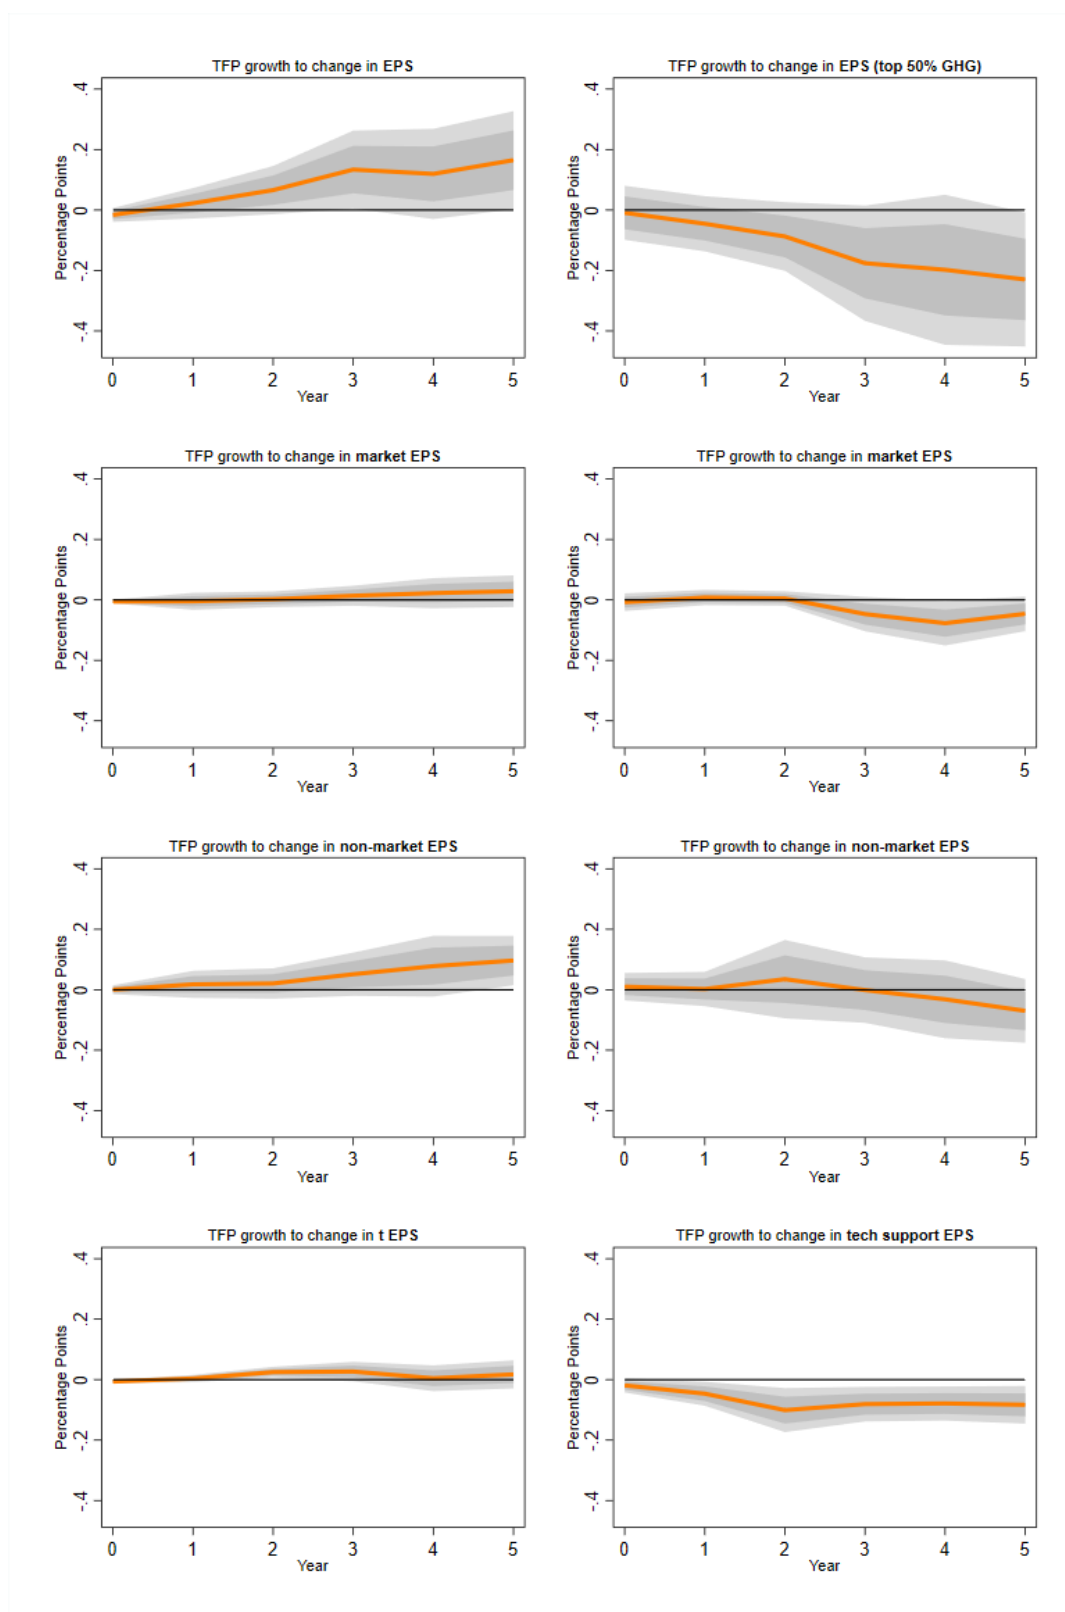 TFP growth to change in EPS
Percentage Points
.4
.2
0
-.2
-.4
0 1 2 3 4 5
Year
TFP growth to change in EPS (top 50% GHG)
Percentage Points
.4
.2
0
-.2
-.4
0 1 2 3 4 5
Year
TFP growth to change in market EPS
Percentage Points
.4
.2
0
-.2
-.4
0 1 2 3 4 5
Year
TFP growth to change in market EPS
Percentage Points
.4
.2
0
-.2
-.4
0 1 2 3 4 5
Year
TFP growth to change in non-market EPS
Percentage Points
.4
.2
0
-.2
-.4
0 1 2 3 4 5
Year
TFP growth to change in non-market EPS
Percentage Points
.4
.2
0
-.2
-.4
0 1 2 3 4 5
Year
TFP growth to change in t EPS
Percentage Points
.4
.2
0
-.2
-.4
0 1 2 3 4 5
Year
TFP growth to change in tech support EPS
Percentage Points
.4
.2
0
-.2
-.4
0 1 2 3 4 5
Year